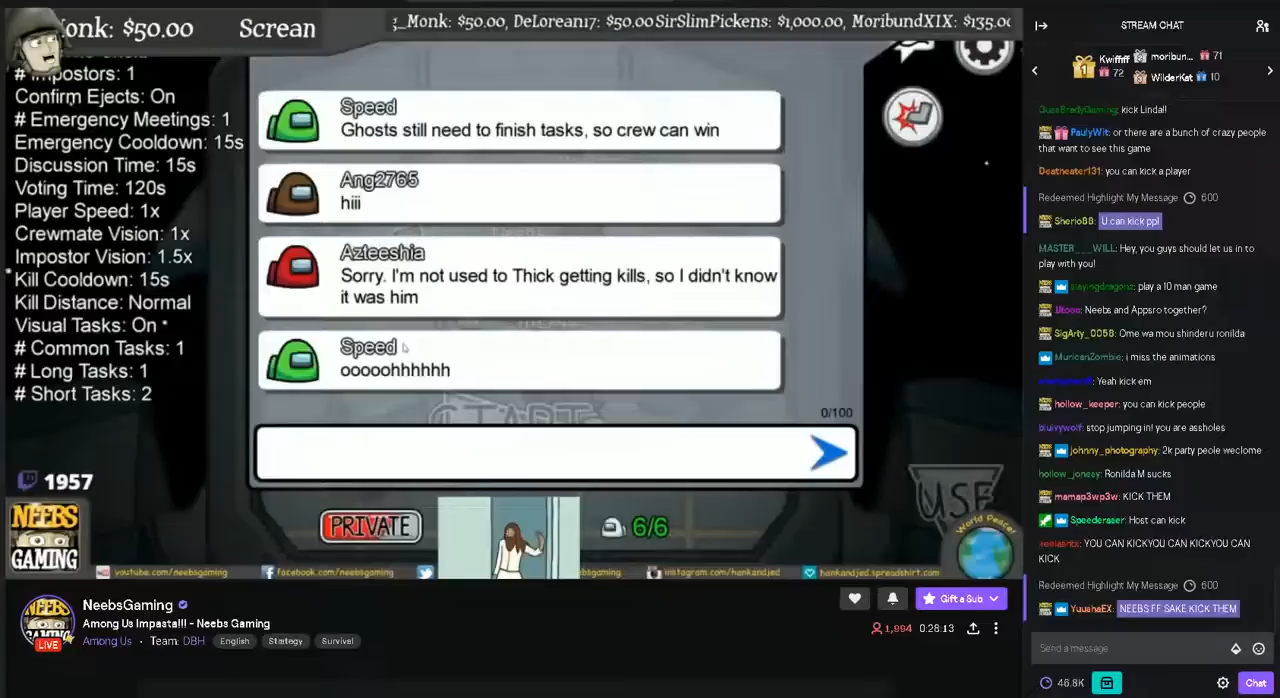 onk: $50.00 Screan
_Monk: $50.00, DeLorean17: $50.00 SirSlimPickens: $1,000.00, MoribundXIX: $135.0
# Impostors: 1
Confirm Ejects: On
# Emergency Meetings: 1
Emergency Cooldown: 15s
Discussion Time: 15s
Voting Time: 120s
Player Speed: 1x
Crewmate Vision: 1x
Impostor Vision: 1.5x
Kill Cooldown: 15s
Kill Distance: Normal
Visual Tasks: On
# Common Tasks: 1
# Long Tasks: 1
# Short Tasks: 2
Speed
Ghosts still need to finish tasks, so crew can win
Ang2765
hiii
Azteeshia
Sorry. I'm not used to Thick getting kills, so I didn't know
it was him
Speed
ooooohhhhhh
START
0/100
1957
NEEBS
GAMING
PRIVATE
6/6
USE
World Peace!
youtube.com/neebsgaming
facebook.com/neebsgaming
ebsgaming
instagram.com/hankandjed
hankandjed.spreadshirt.com
NEEBS
LIVE
NeebsGaming
Among Us Impasta!!! - Neebs Gaming
Among Us · Team: DBH English Strategy Survival
Gift a Sub
1,994 0:26:13
STREAM CHAT
1 Kwiffff 72
moribun... 71
WilderKat 10
GussBredyGaming: kick Linda!!
PaulyWit: or there are a bunch of crazy people
that want to see this game
Deatheater131: you can kick a player
Redeemed Highlight My Message 600
Sherio88: U can kick ppl
MASTER___WILL: Hey, you guys should let us in to
play with you!
slayingdragonz: play a 10 man game
Neebs and Appsro together?
SigArty_0058: Ome wa mou shinderu ronilda
MuricanZombie: i miss the animations
Yeah kick em
hollow_keeper: you can kick people
bluivywolf: stop jumping in! you are assholes
johnny_photography: 2k party peole weclome
hollow_jonesy: Ronilda M sucks
mamap3wp3w: KICK THEM
Speederaser: Host can kick
YOU CAN KICKYOU CAN KICKYOU CAN
KICK
Redeemed Highlight My Message 600
YuushaEX: NEEBS FF SAKE KICK THEM
Send a message
46.8K
Chat